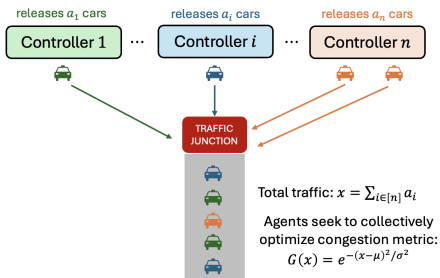 releases a₁ cars releases aᵢ cars releases aₙ cars
Controller 1 ... Controller i ... Controller n
TRAFFIC
JUNCTION
Total traffic: x = ∑_{i∈[n]} aᵢ
Agents seek to collectively
optimize congestion metric:
G(x) = e^{−(x−μ)²/σ²}